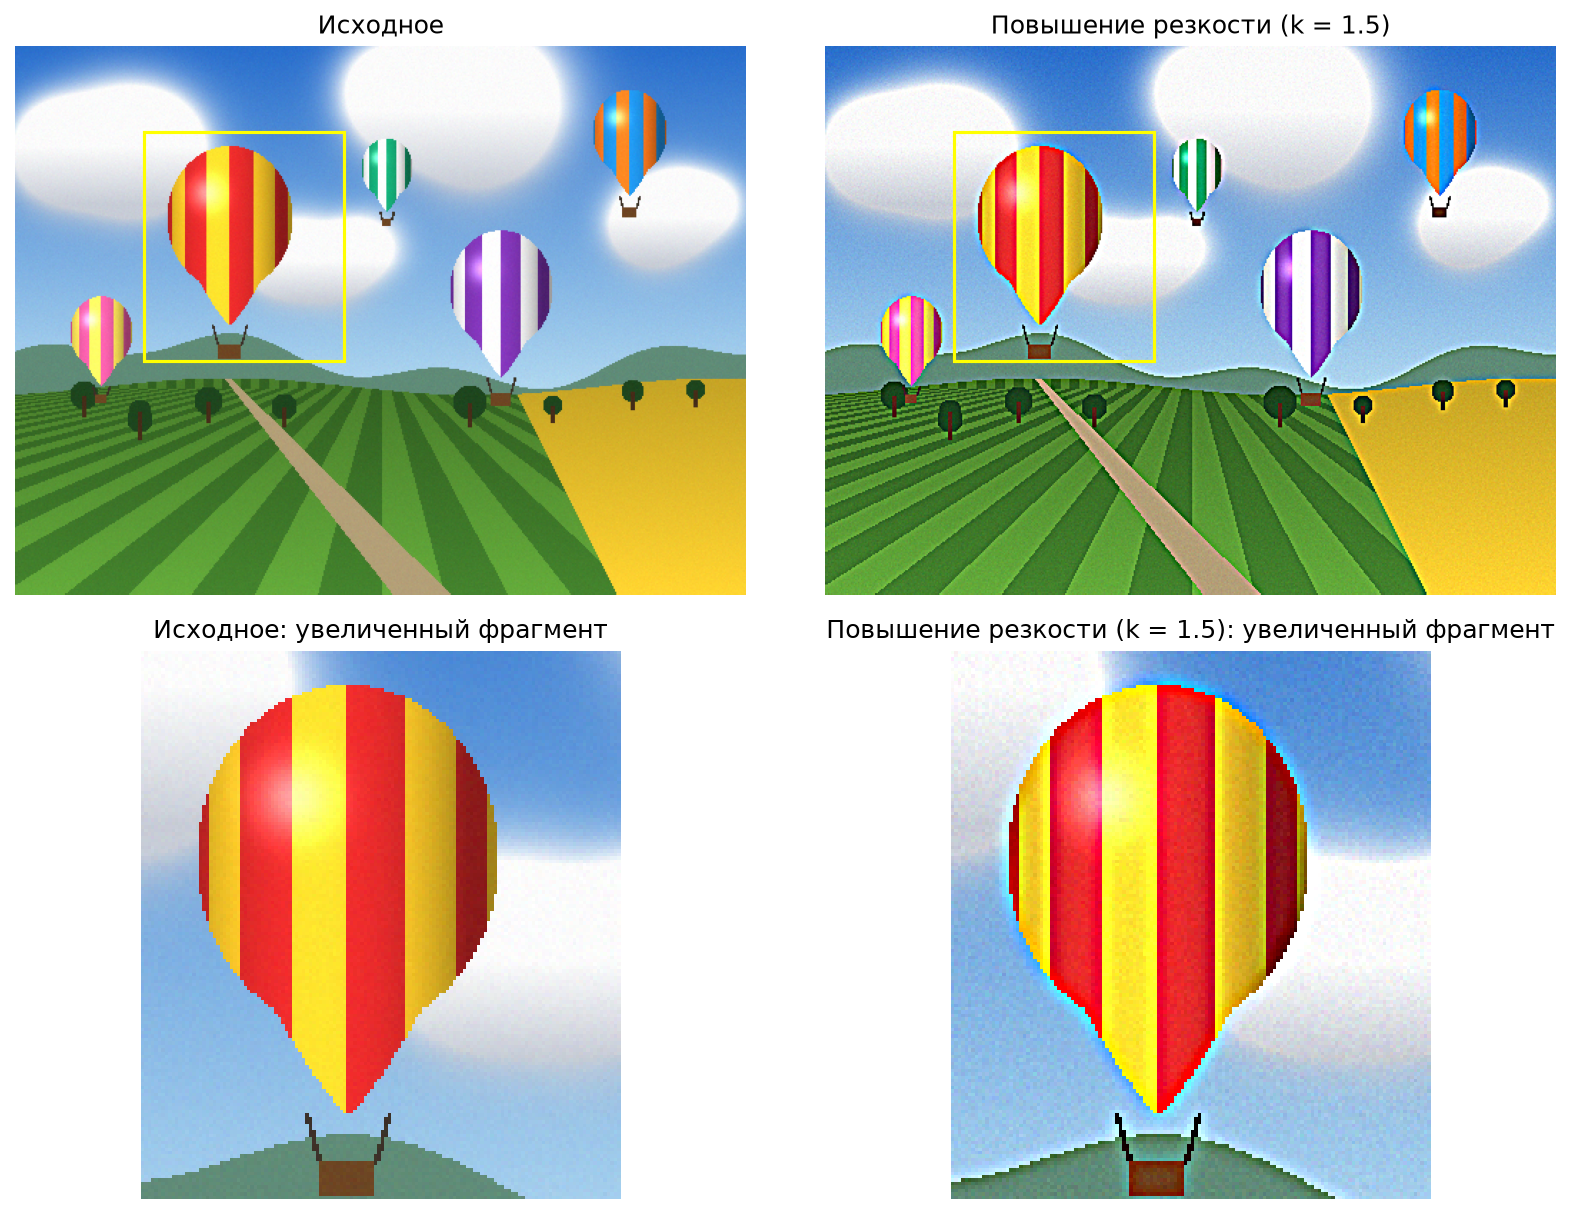 Исходное
Повышение резкости (k = 1.5)
Исходное: увеличенный фрагмент
Повышение резкости (k = 1.5): увеличенный фрагмент